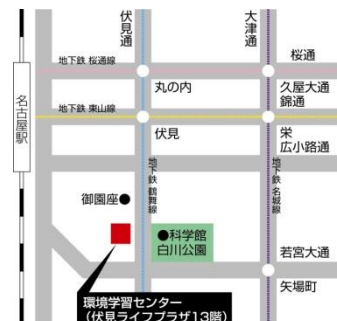 伏見通
大津通
地下鉄 桜通線
桜通
丸の内
久屋大通
錦通
名古屋駅
地下鉄 東山線
伏見
栄
広小路通
地下鉄 鶴舞線
地下鉄 名城線
御園座
科学館
白川公園
若宮大通
矢場町
環境学習センター
(伏見ライフプラザ13階)